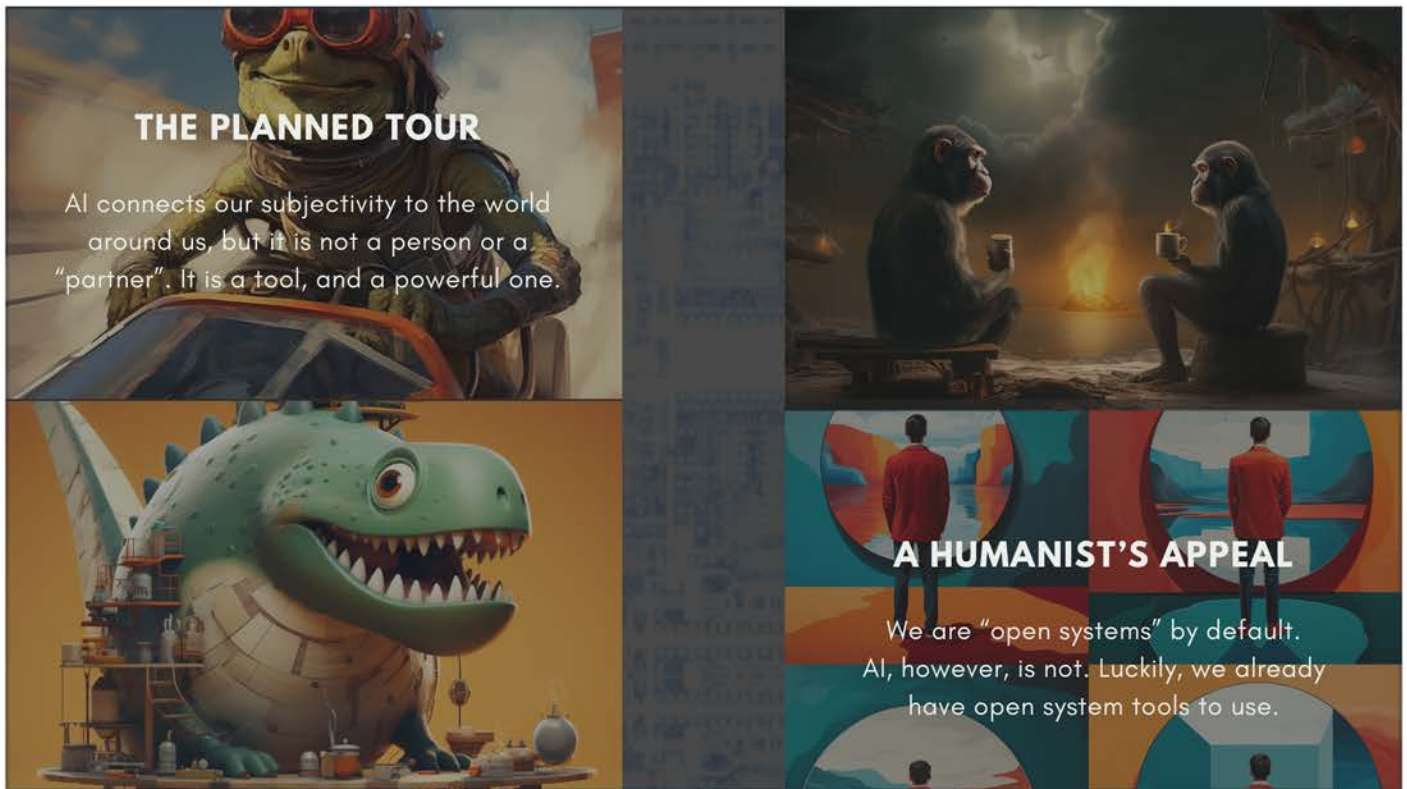 THE PLANNED TOUR
AI connects our subjectivity to the world
around us, but it is not a person or a
“partner”. It is a tool, and a powerful one.
A HUMANIST’S APPEAL
We are “open systems” by default.
AI, however, is not. Luckily, we already
have open system tools to use.